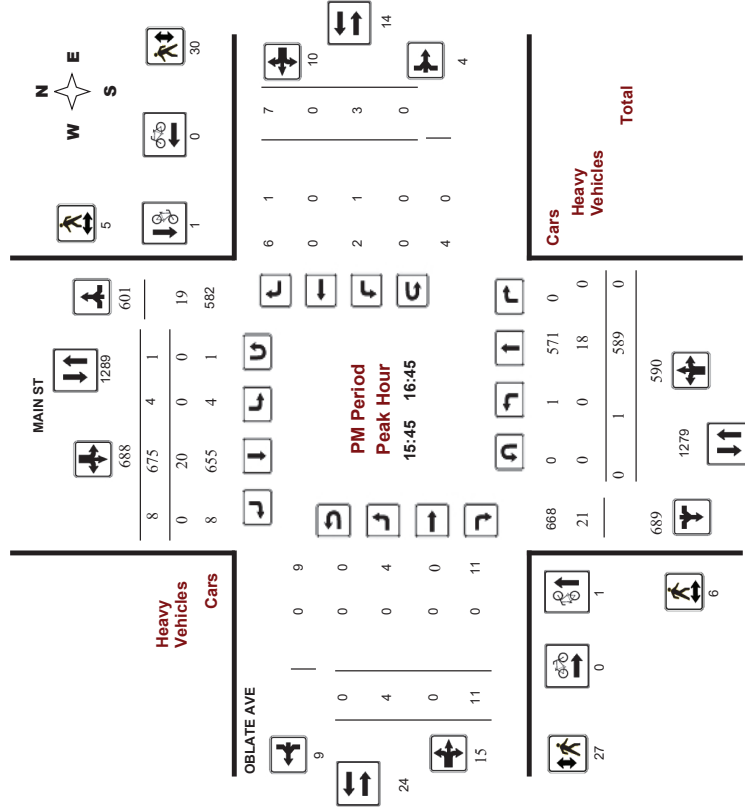 N
W E
S
MAIN ST
5
30
1
0
688
1289
601
8 675 4 1
0 20 0 0 19
8 655 4 1 582
Heavy
Vehicles
Cars
14
10
4
6 1 7
0 0 0
2 1 3
0 0 0
4 0
PM Period
Peak Hour
15:45 16:45
OBLATE AVE
9
24
15
0 9
0 0 0
4 0 4
0 0 0
11 0 11
Cars
Heavy
Vehicles
Total
668 0 1 571 0
21 0 0 18 0
0 1 589 0
689
1279
590
27
0
1
6